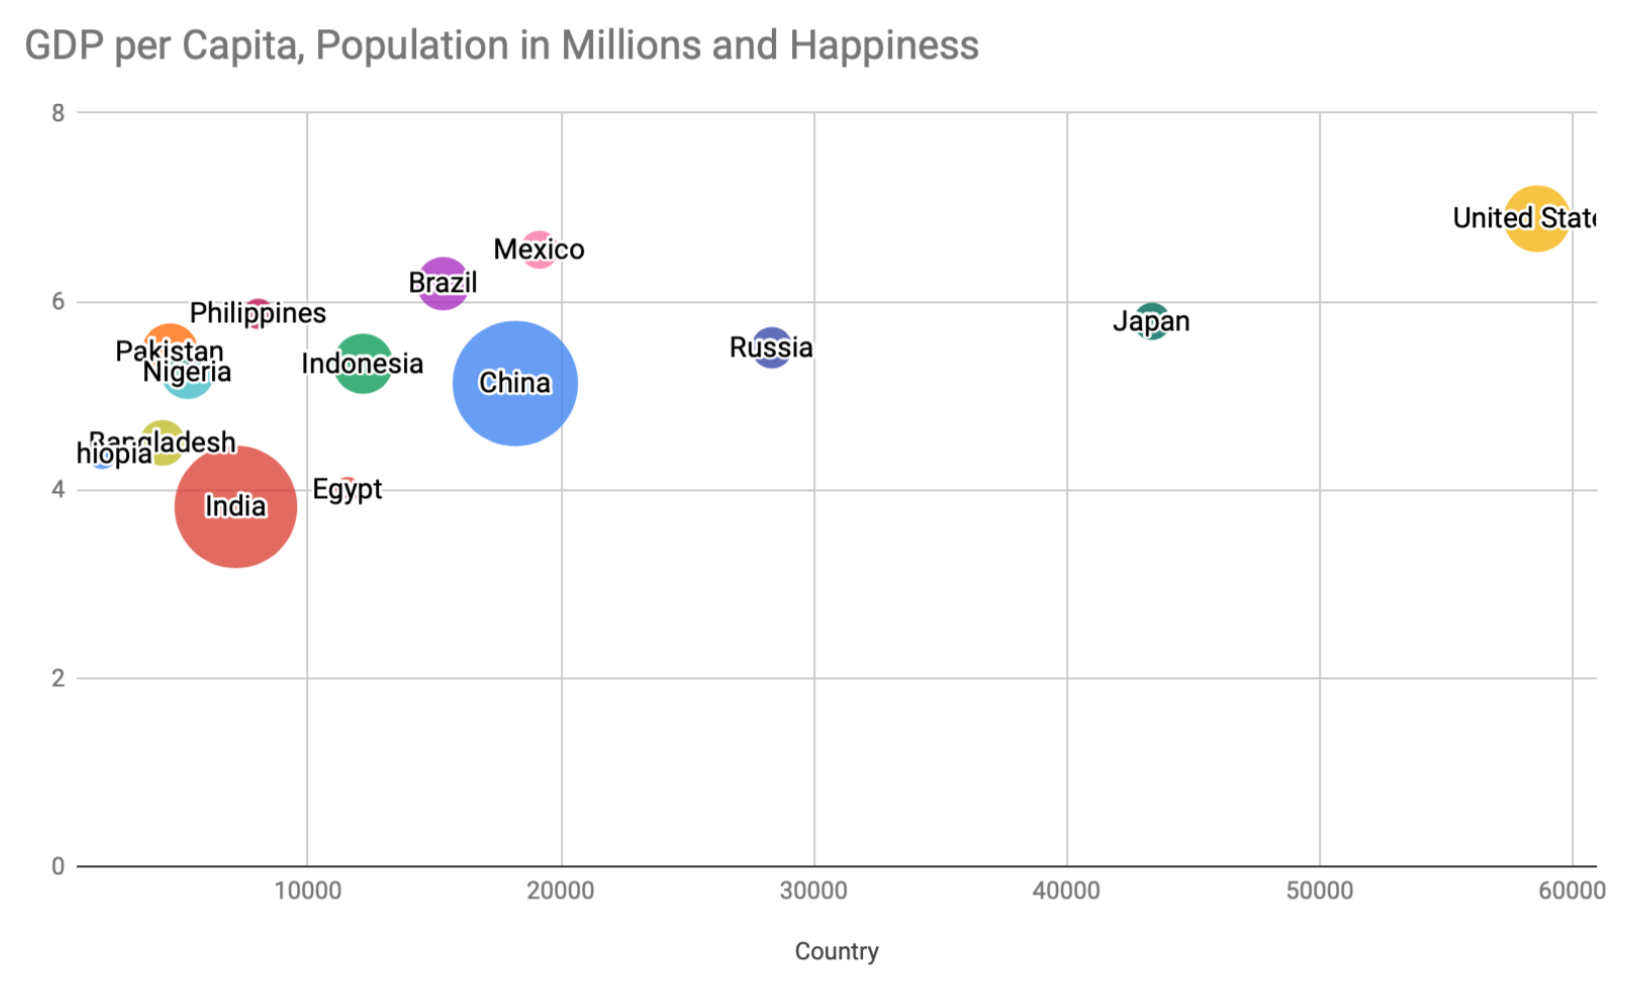 GDP per Capita, Population in Millions and Happiness
8
United State
Mexico
Brazil
6
Philippines
Japan
Russia
Pakistan
Indonesia
Nigeria
China
Bangladesh
hiopia
4
Egypt
India
2
0
10000 20000 30000 40000 50000 60000
Country